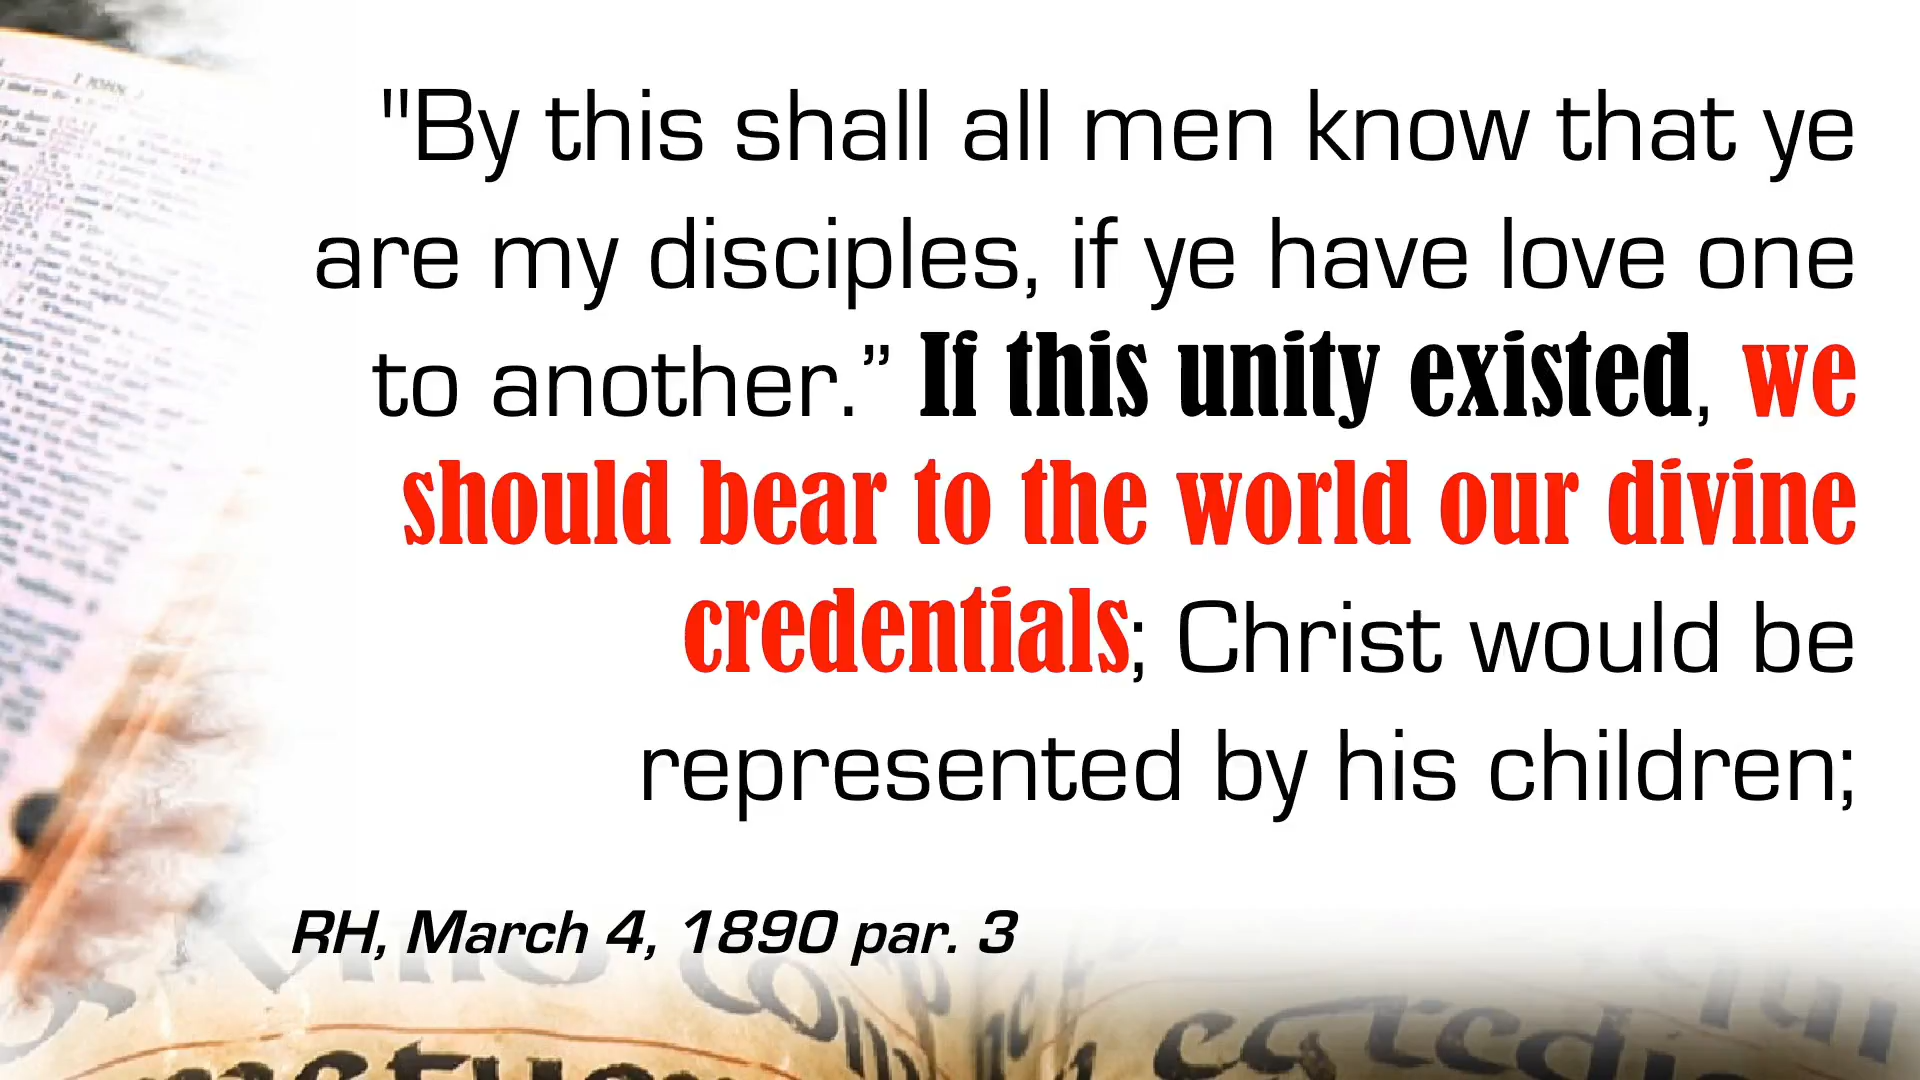 "By this shall all men know that ye
are my disciples, if ye have love one
to another.” If this unity existed, we
should bear to the world our divine
credentials; Christ would be
represented by his children;
RH, March 4, 1890 par. 3
I JOHN